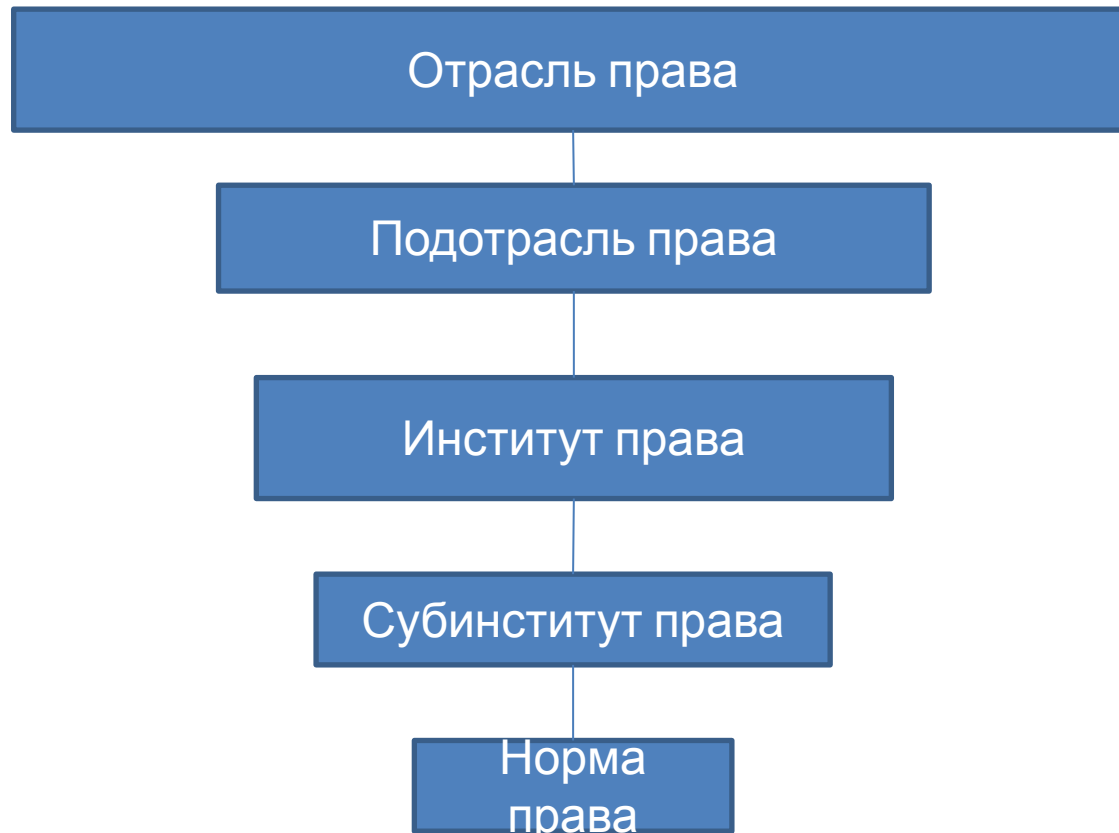 Отрасль права
Подотрасль права
Институт права
Субинститут права
Норма
права